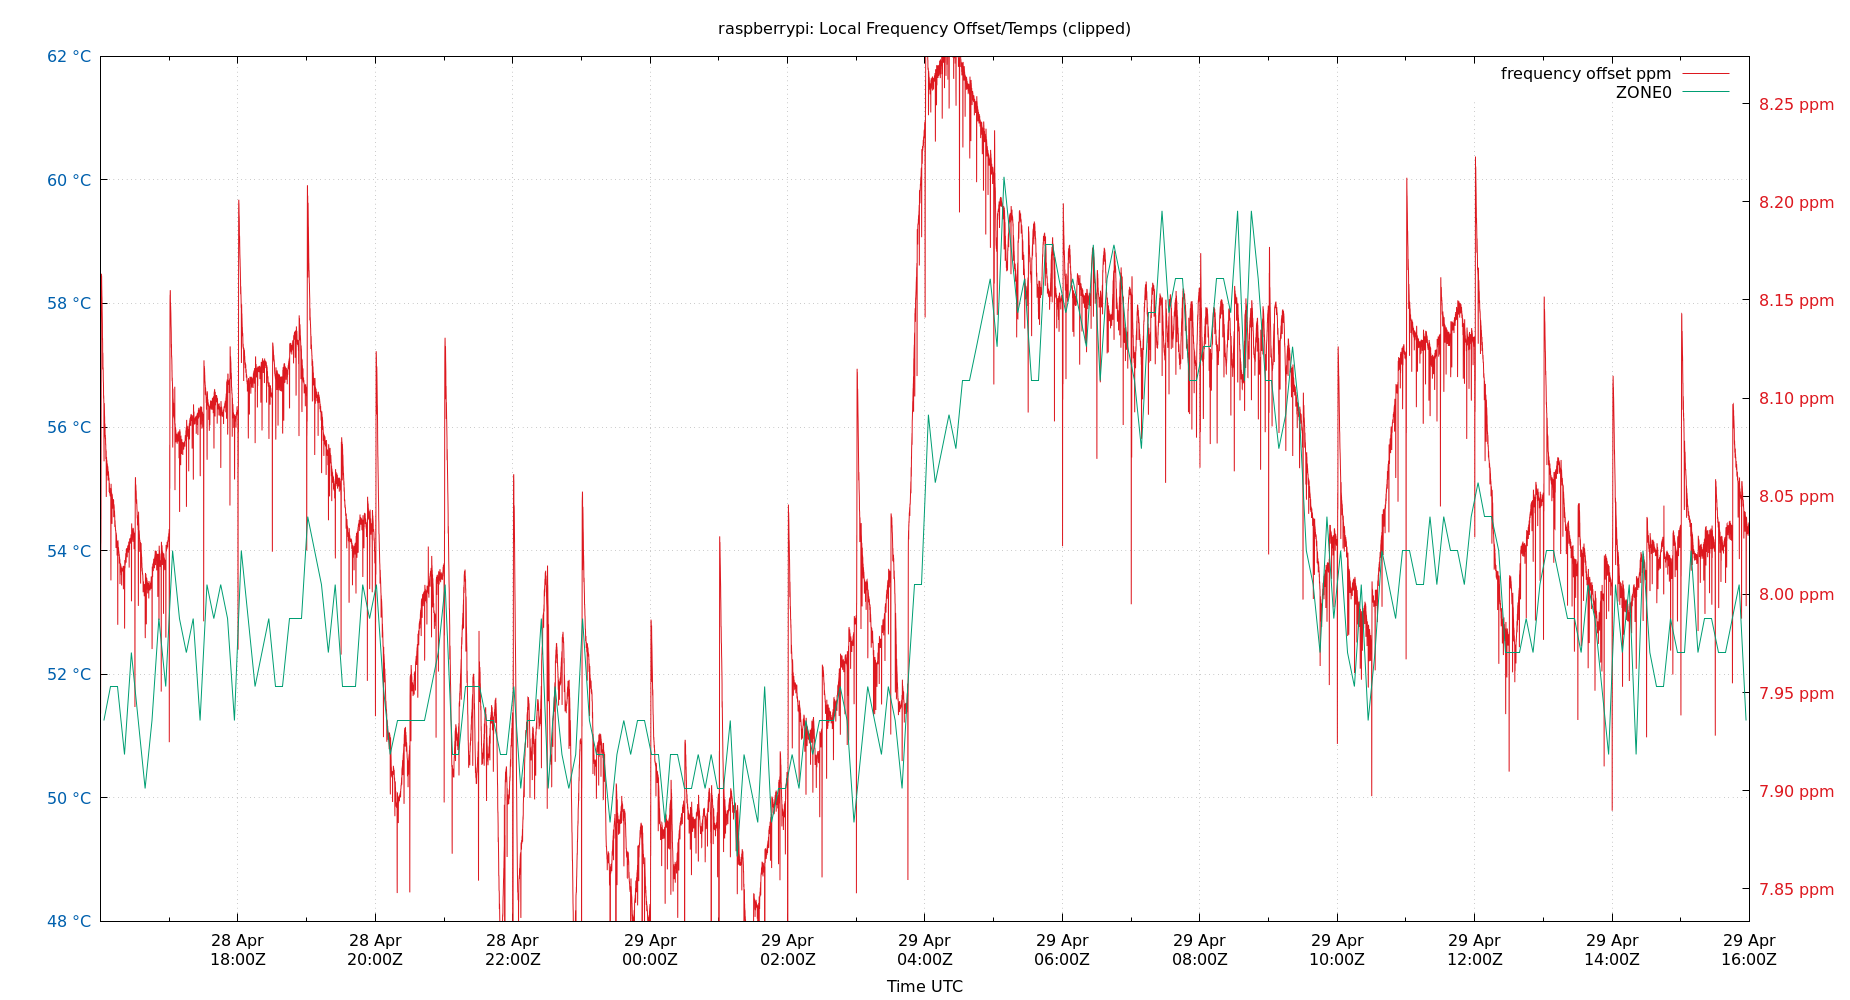 raspberrypi: Local Frequency Offset/Temps (clipped)
62 °C
60 °C
58 °C
56 °C
54 °C
52 °C
50 °C
48 °C
frequency offset ppm
ZONE0
8.25 ppm
8.20 ppm
8.15 ppm
8.10 ppm
8.05 ppm
8.00 ppm
7.95 ppm
7.90 ppm
7.85 ppm
28 Apr
18:00Z
28 Apr
20:00Z
28 Apr
22:00Z
29 Apr
00:00Z
29 Apr
02:00Z
29 Apr
04:00Z
29 Apr
06:00Z
29 Apr
08:00Z
29 Apr
10:00Z
29 Apr
12:00Z
29 Apr
14:00Z
29 Apr
16:00Z
Time UTC